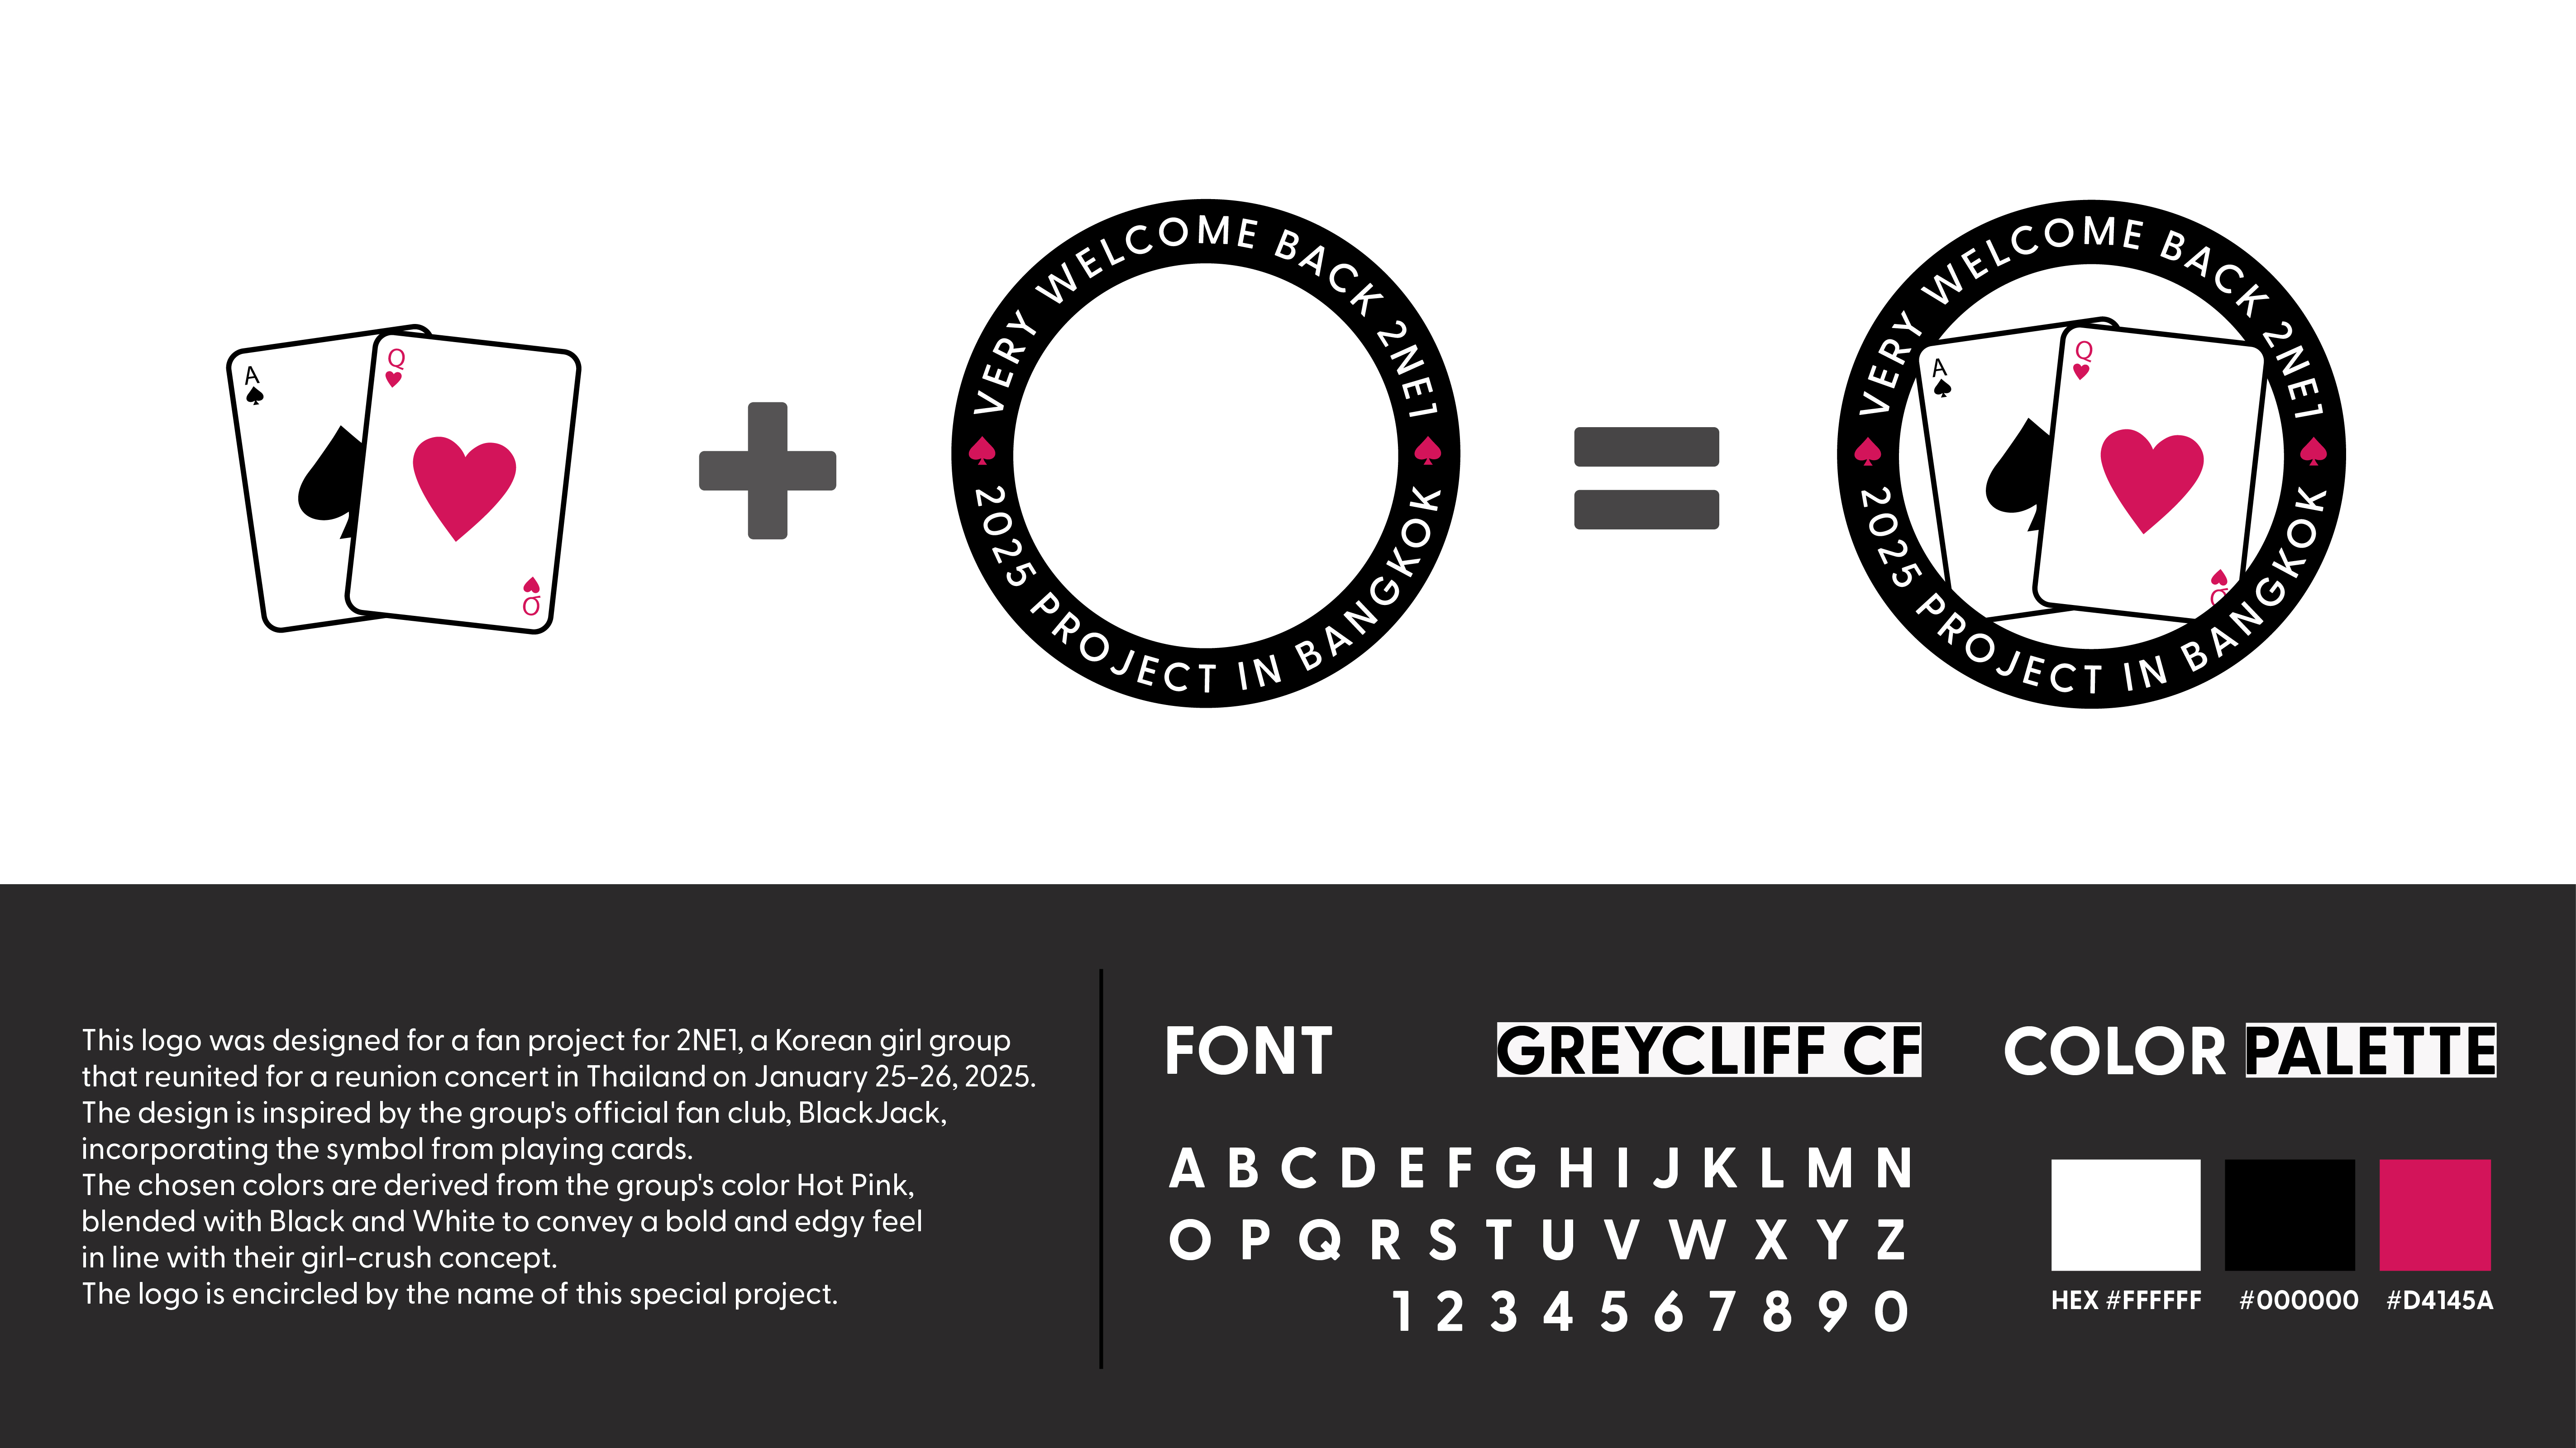 A
Q
Q
VERY WELCOME BACK 2NE1
2025 PROJECT IN BANGKOK
A
Q
Q
VERY WELCOME BACK 2NE1
2025 PROJECT IN BANGKOK
This logo was designed for a fan project for 2NE1, a Korean girl group
that reunited for a reunion concert in Thailand on January 25-26, 2025.
The design is inspired by the group's official fan club, BlackJack,
incorporating the symbol from playing cards.
The chosen colors are derived from the group's color Hot Pink,
blended with Black and White to convey a bold and edgy feel
in line with their girl-crush concept.
The logo is encircled by the name of this special project.
FONT GREYCLIFF CF
A B C D E F G H I J K L M N
O P Q R S T U V W X Y Z
1 2 3 4 5 6 7 8 9 0
COLOR PALETTE
HEX #FFFFFF #000000 #D4145A